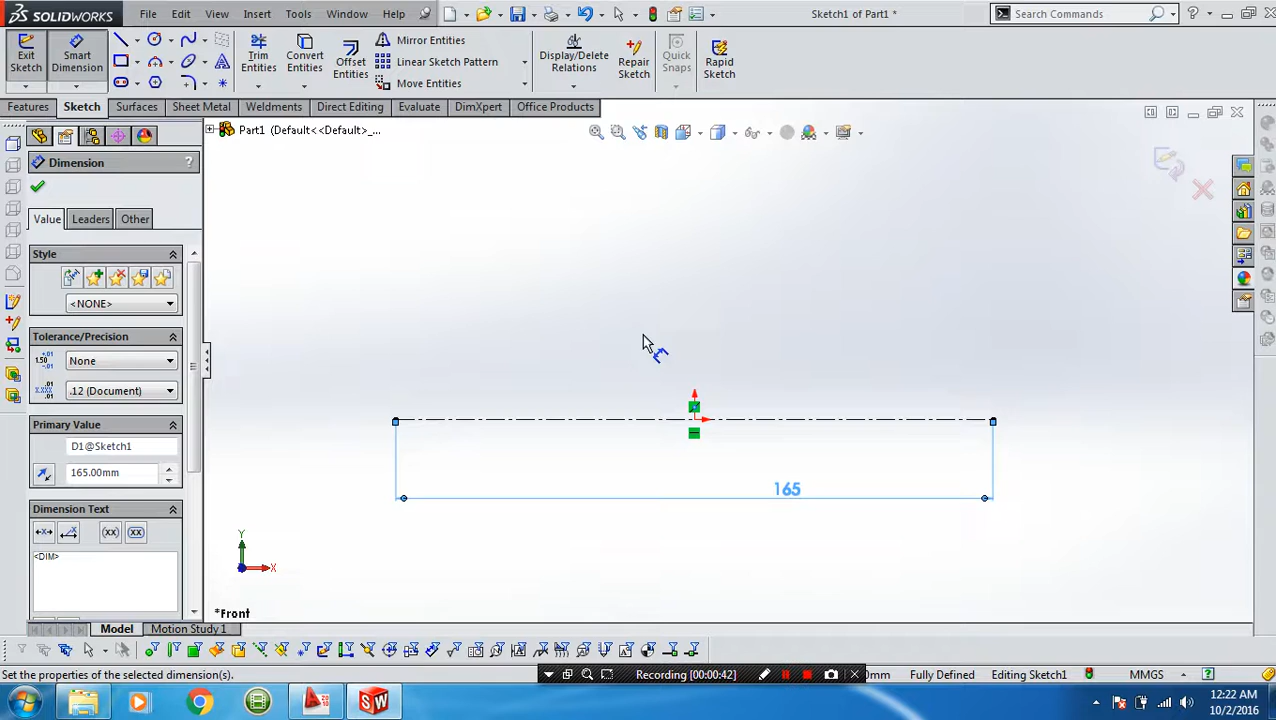 SOLIDWORKS File Edit View Insert Tools Window Help Sketch1 of Part1 * Search Commands
Exit Sketch
Smart Dimension
Trim Entities
Convert Entities
Offset Entities
Mirror Entities
Linear Sketch Pattern
Move Entities
Display/Delete Relations
Repair Sketch
Quick Snaps
Rapid Sketch
Features Sketch Surfaces Sheet Metal Weldments Direct Editing Evaluate DimXpert Office Products
Part1 (Default<<Default>_...
Dimension ?
Value Leaders Other
Style
<NONE>
Tolerance/Precision
None
.12 (Document)
Primary Value
D1@Sketch1
165.00mm
Dimension Text
(xx) (xx)
<DIM>
165
Y
X
*Front
Model Motion Study 1
Set the properties of the selected dimension(s). Recording [00:00:42] 0mm Fully Defined Editing Sketch1 MMGS
12:22 AM
10/2/2016